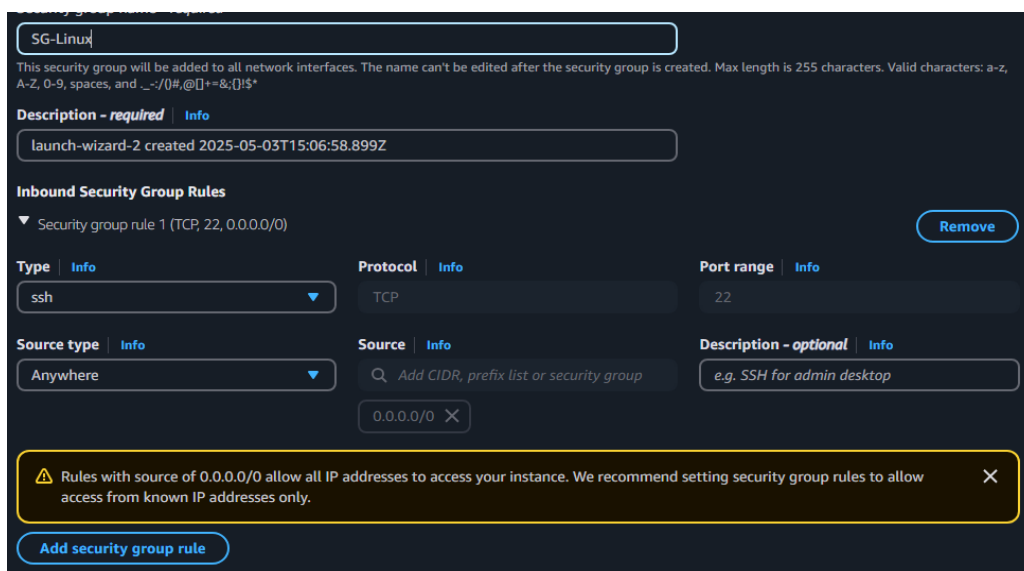 Security group name - required
SG-Linux
This security group will be added to all network interfaces. The name can't be edited after the security group is created. Max length is 255 characters. Valid characters: a-z,
A-Z, 0-9, spaces, and ._-:/()#,@[]+=&;{}!$*
Description - required Info
launch-wizard-2 created 2025-05-03T15:06:58.899Z
Inbound Security Group Rules
Security group rule 1 (TCP, 22, 0.0.0.0/0)
Remove
Type Info Protocol Info Port range Info
ssh TCP 22
Source type Info Source Info Description - optional Info
Anywhere Add CIDR, prefix list or security group e.g. SSH for admin desktop
0.0.0.0/0
Rules with source of 0.0.0.0/0 allow all IP addresses to access your instance. We recommend setting security group rules to allow
access from known IP addresses only.
Add security group rule